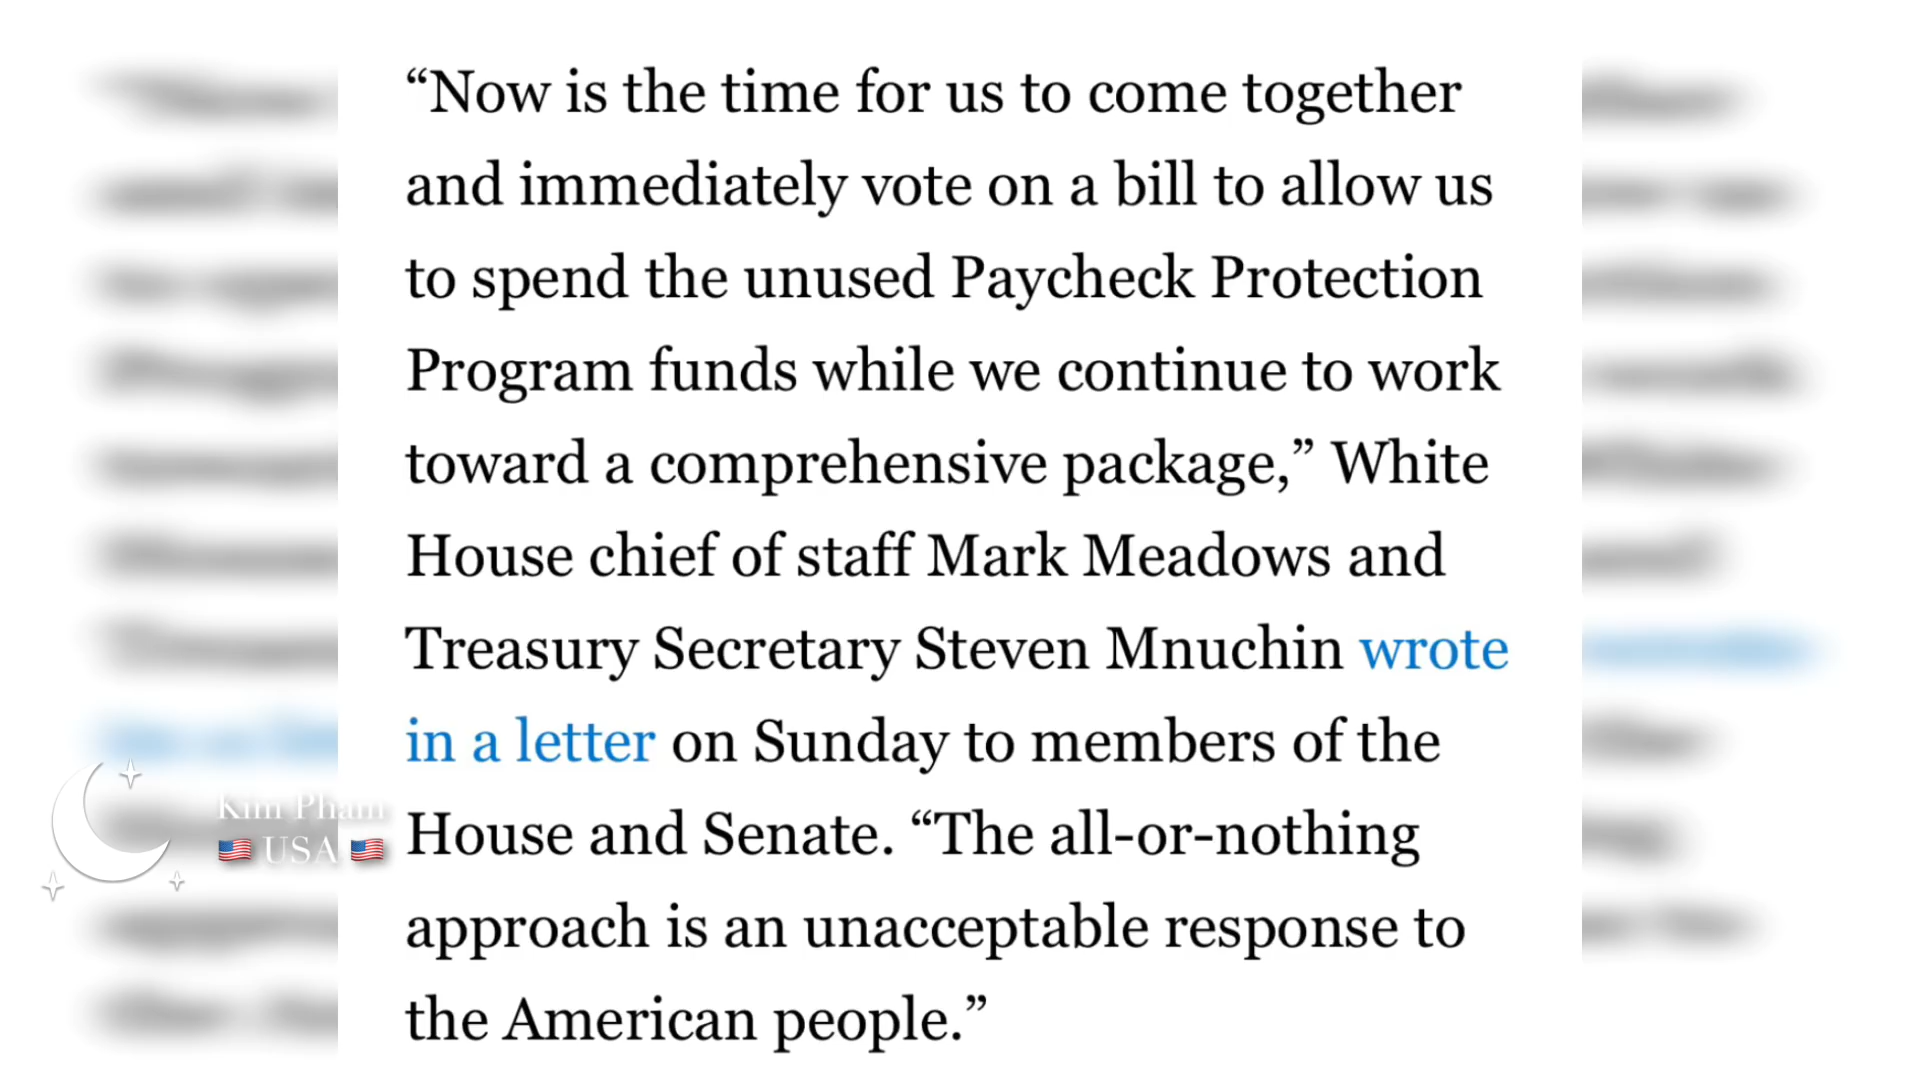 “Now is the time for us to come together
and immediately vote on a bill to allow us
to spend the unused Paycheck Protection
Program funds while we continue to work
toward a comprehensive package,” White
House chief of staff Mark Meadows and
Treasury Secretary Steven Mnuchin wrote
in a letter on Sunday to members of the
House and Senate. “The all-or-nothing
approach is an unacceptable response to
the American people.”
Kim Pham
🇺🇸 USA 🇺🇸